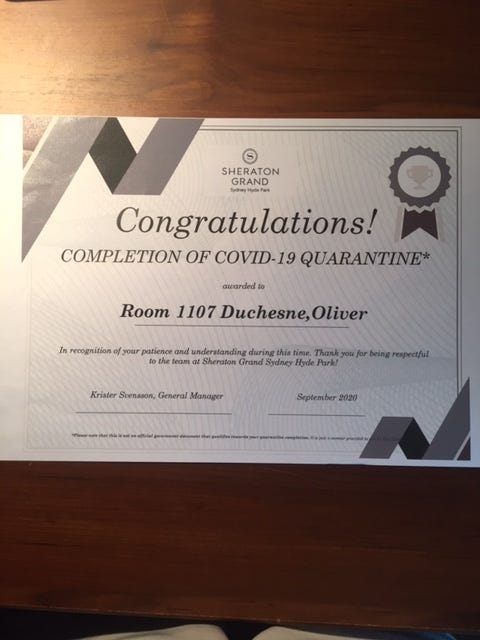 SHERATON
GRAND
Sydney Hyde Park
Congratulations!
COMPLETION OF COVID-19 QUARANTINE*
awarded to
Room 1107 Duchesne,Oliver
In recognition of your patience and understanding during this time. Thank you for being respectful
to the team at Sheraton Grand Sydney Hyde Park!
Krister Svensson, General Manager
September 2020
*Please note that this is not an official government document that qualifies towards your quarantine completion. It is just a memoir provided